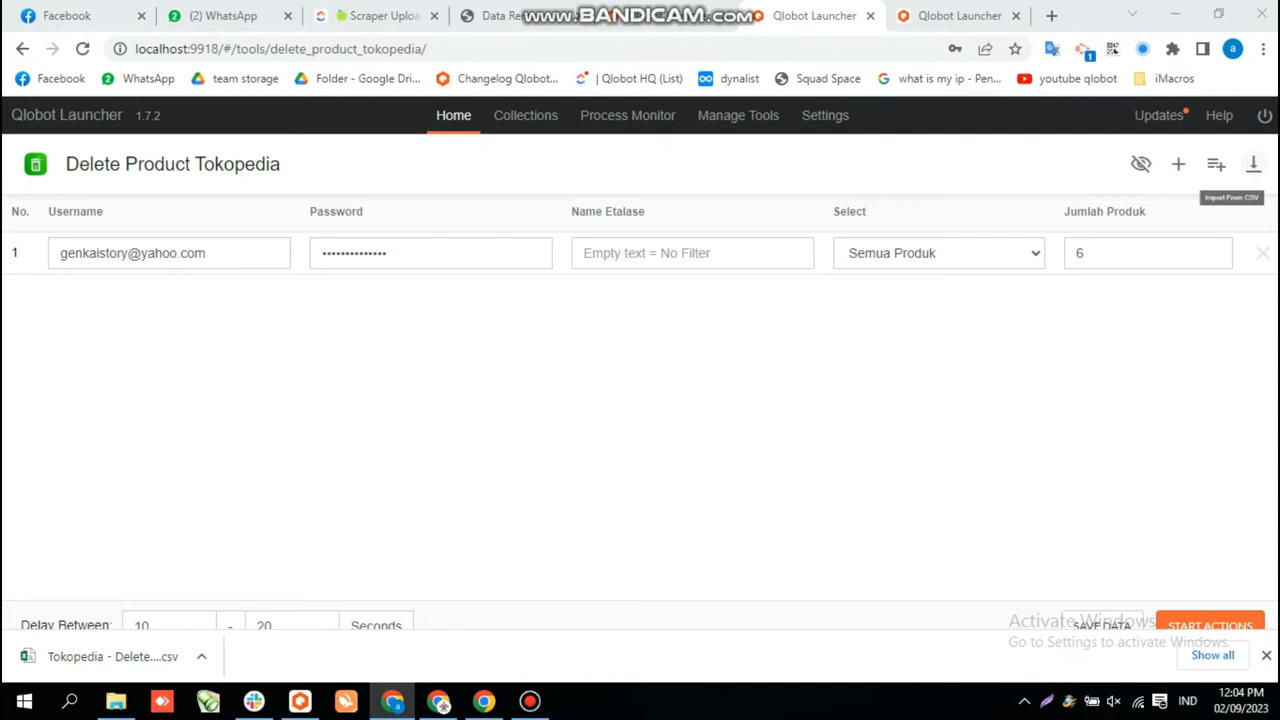 Facebook
(2) WhatsApp
Scraper Uploa
Data Re
WWW.BANDICAM.COM
Qlobot Launcher
Qlobot Launcher
localhost:9918/#/tools/delete_product_tokopedia/
1
a
Facebook
WhatsApp
team storage
Folder - Google Dri...
Changelog Qlobot...
| Qlobot HQ (List)
dynalist
Squad Space
what is my ip - Pen...
youtube qlobot
iMacros
Qlobot Launcher 1.7.2
Home
Collections
Process Monitor
Manage Tools
Settings
Updates
Help
Delete Product Tokopedia
Import From CSV
No.
Username
Password
Name Etalase
Select
Jumlah Produk
1
genkaistory@yahoo.com
••••••••••••••
Empty text = No Filter
Semua Produk
6
Delay Between:
10
-
20
Seconds
SAVE DATA
START ACTIONS
Activate Windows
Go to Settings to activate Windows.
Tokopedia - Delete....csv
Show all
IND
12:04 PM
02/09/2023